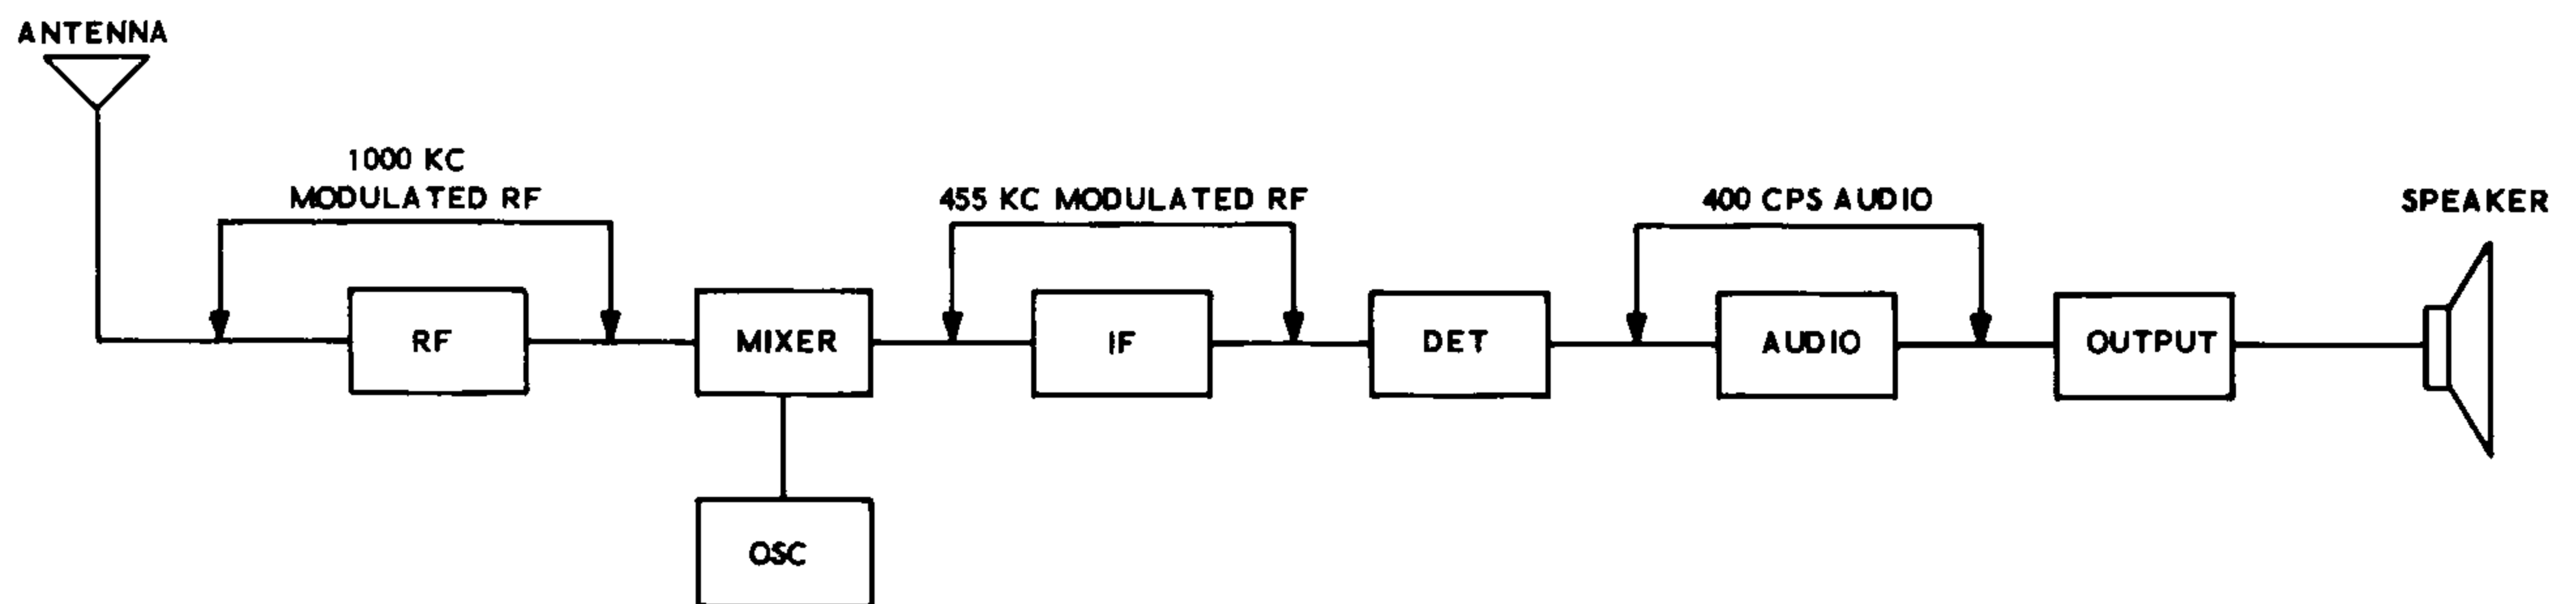 ANTENNA
1000 KC
MODULATED RF
455 KC MODULATED RF
400 CPS AUDIO
SPEAKER
RF
MIXER
IF
DET
AUDIO
OUTPUT
OSC